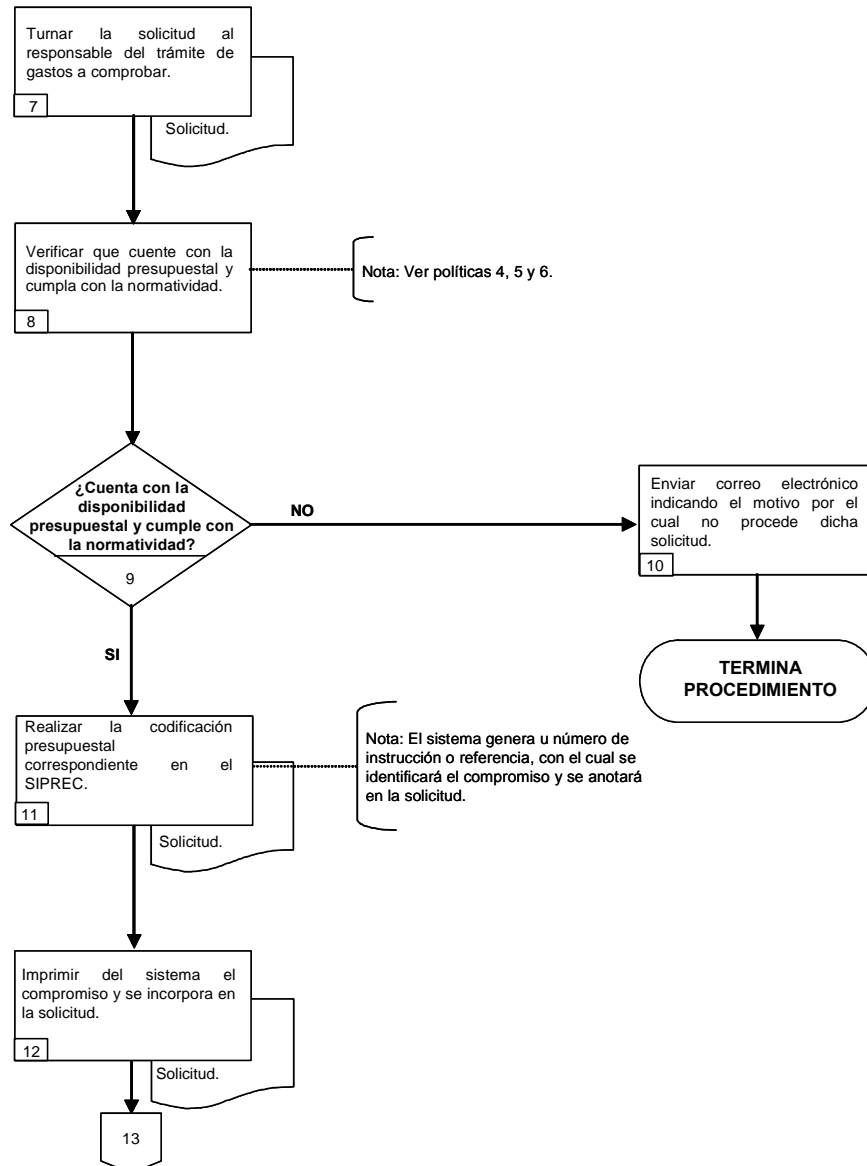 Turnar la solicitud al
responsable del trámite de
gastos a comprobar.
7
Solicitud.
Verificar que cuente con la
disponibilidad presupuestal y
cumpla con la normatividad.
8
Nota: Ver políticas 4, 5 y 6.
¿Cuenta con la
disponibilidad
presupuestal y cumple con
la normatividad?
9
NO
Enviar correo electrónico
indicando el motivo por el
cual no procede dicha
solicitud.
10
TERMINA
PROCEDIMIENTO
SI
Realizar la codificación
presupuestal
correspondiente en el
SIPREC.
11
Solicitud.
Nota: El sistema genera u número de
instrucción o referencia, con el cual se
identificará el compromiso y se anotará
en la solicitud.
Imprimir del sistema el
compromiso y se incorpora en
la solicitud.
12
Solicitud.
13